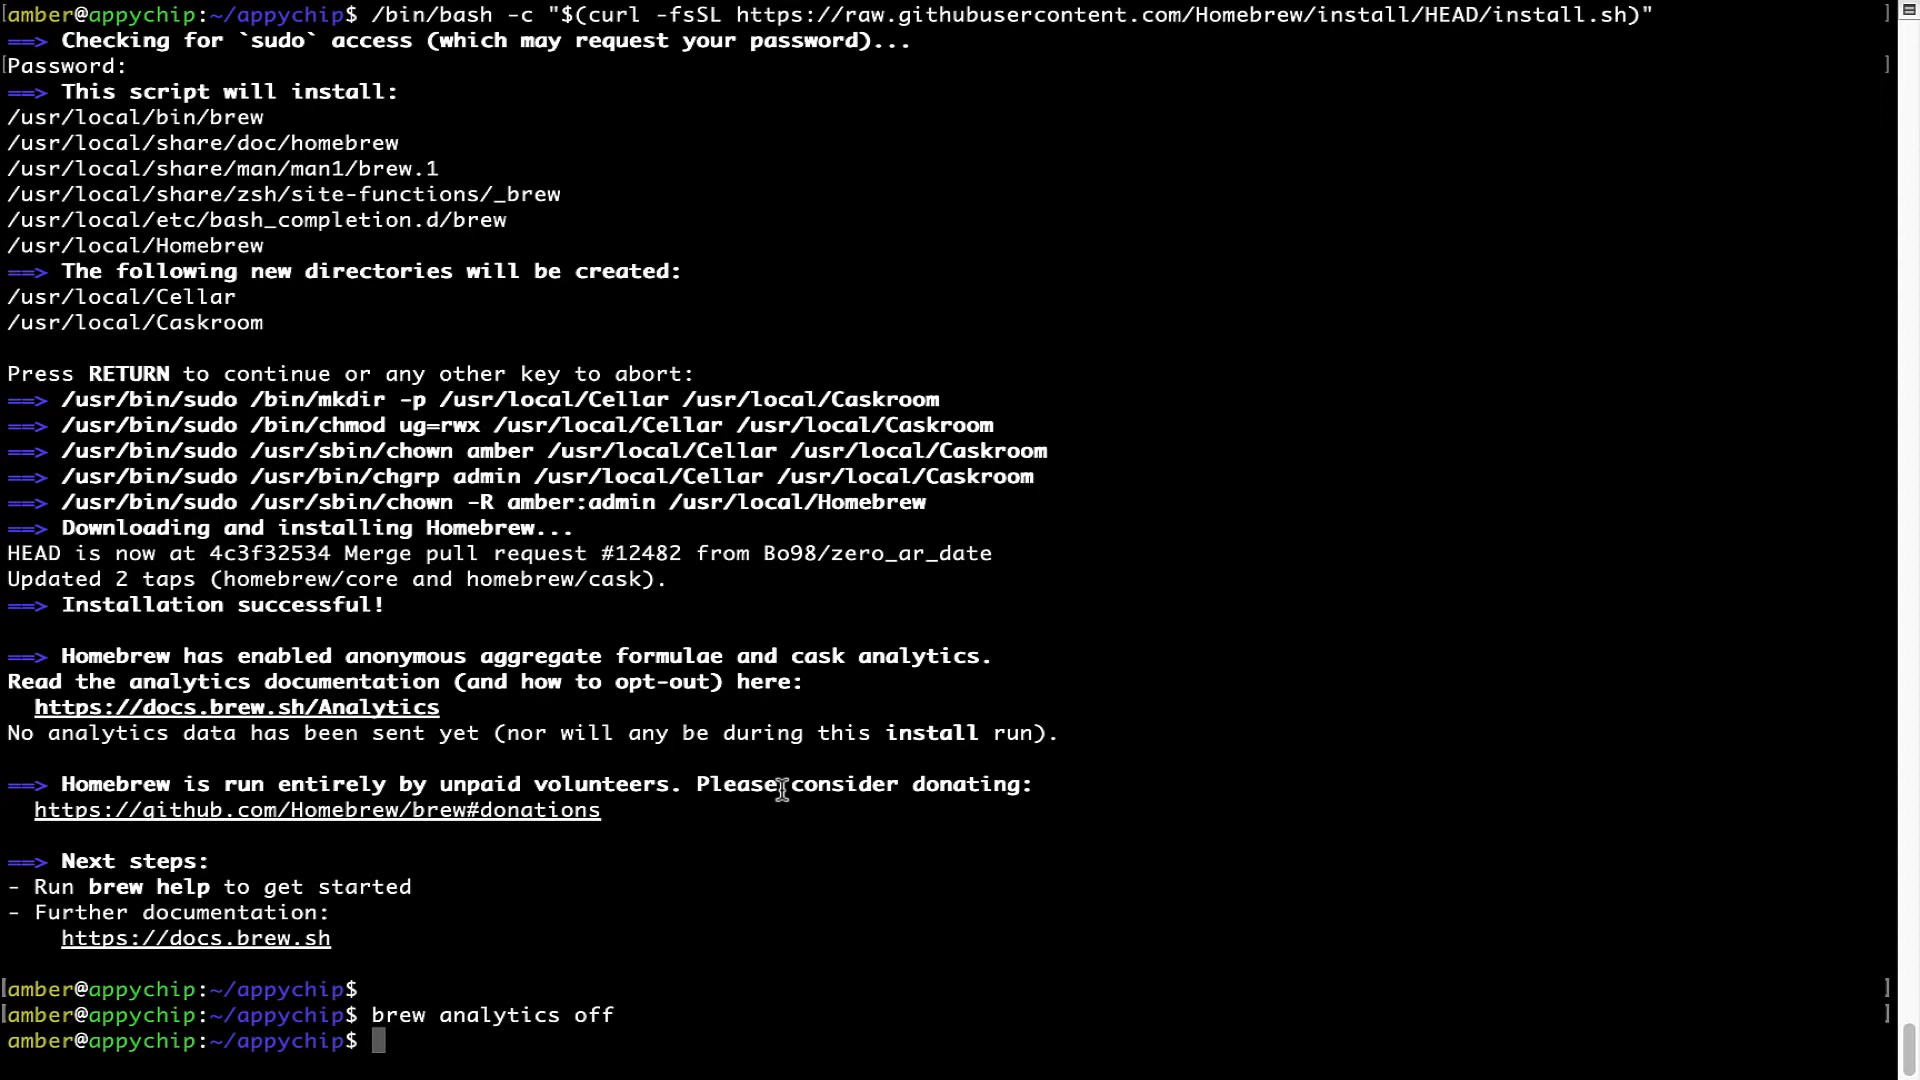 [amber@appychip:~/appychip$ /bin/bash -c "$(curl -fsSL https://raw.githubusercontent.com/Homebrew/install/HEAD/install.sh)" ]
==> Checking for `sudo` access (which may request your password)...
[Password: ]
==> This script will install:
/usr/local/bin/brew
/usr/local/share/doc/homebrew
/usr/local/share/man/man1/brew.1
/usr/local/share/zsh/site-functions/_brew
/usr/local/etc/bash_completion.d/brew
/usr/local/Homebrew
==> The following new directories will be created:
/usr/local/Cellar
/usr/local/Caskroom
Press RETURN to continue or any other key to abort:
==> /usr/bin/sudo /bin/mkdir -p /usr/local/Cellar /usr/local/Caskroom
==> /usr/bin/sudo /bin/chmod ug=rwx /usr/local/Cellar /usr/local/Caskroom
==> /usr/bin/sudo /usr/sbin/chown amber /usr/local/Cellar /usr/local/Caskroom
==> /usr/bin/sudo /usr/bin/chgrp admin /usr/local/Cellar /usr/local/Caskroom
==> /usr/bin/sudo /usr/sbin/chown -R amber:admin /usr/local/Homebrew
==> Downloading and installing Homebrew...
HEAD is now at 4c3f32534 Merge pull request #12482 from Bo98/zero_ar_date
Updated 2 taps (homebrew/core and homebrew/cask).
==> Installation successful!
==> Homebrew has enabled anonymous aggregate formulae and cask analytics.
Read the analytics documentation (and how to opt-out) here:
https://docs.brew.sh/Analytics
No analytics data has been sent yet (nor will any be during this install run).
==> Homebrew is run entirely by unpaid volunteers. Please consider donating:
https://github.com/Homebrew/brew#donations
==> Next steps:
- Run brew help to get started
- Further documentation:
https://docs.brew.sh
[amber@appychip:~/appychip$ ]
[amber@appychip:~/appychip$ brew analytics off ]
amber@appychip:~/appychip$